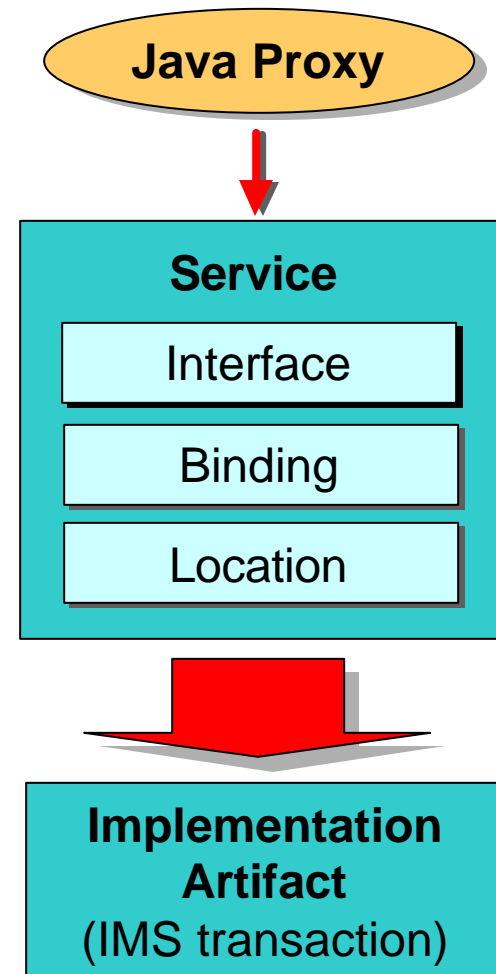 Java Proxy
Service
Interface
Binding
Location
Implementation
Artifact
(IMS transaction)